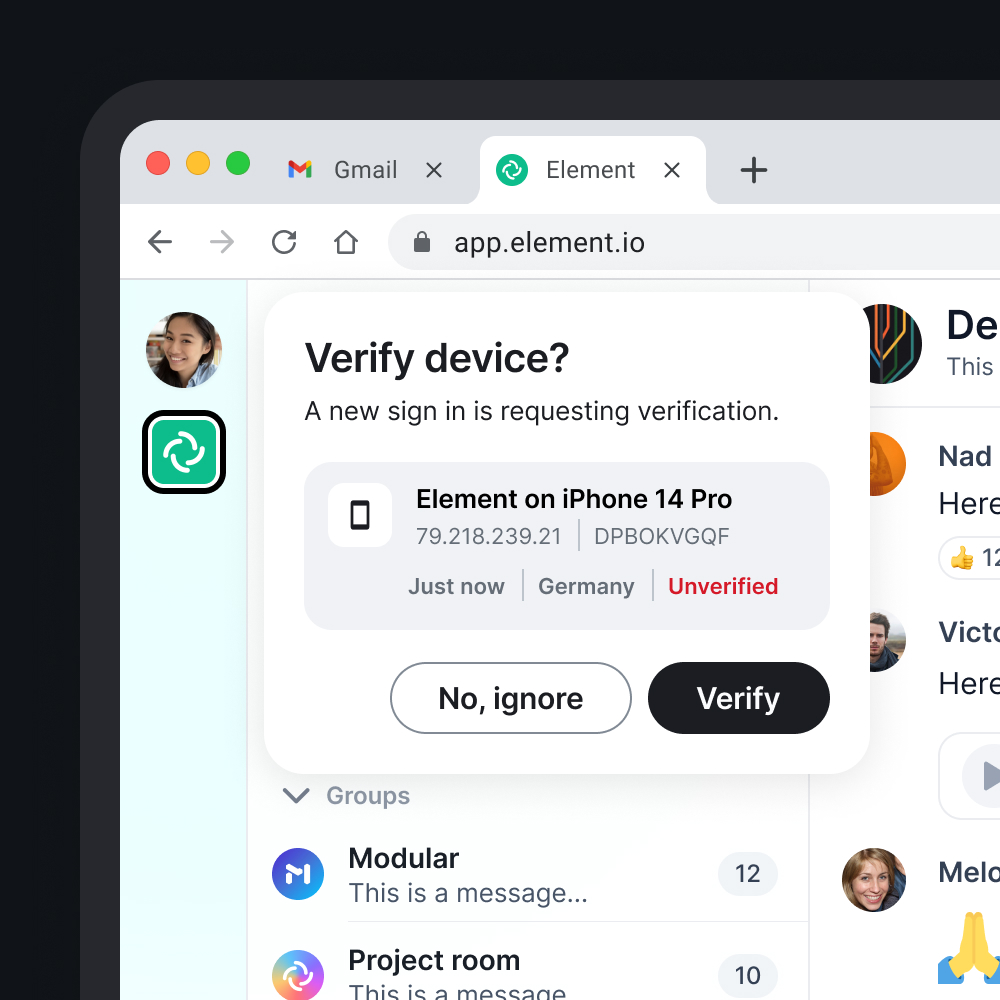 Gmail
Element
app.element.io
Verify device?
A new sign in is requesting verification.
Element on iPhone 14 Pro
79.218.239.21 | DPBOKVGQF
Just now | Germany | Unverified
No, ignore
Verify
Groups
Modular
This is a message...
12
Project room
This is a message
10
De
This
Nad
Here
12
Victo
Here
Melo